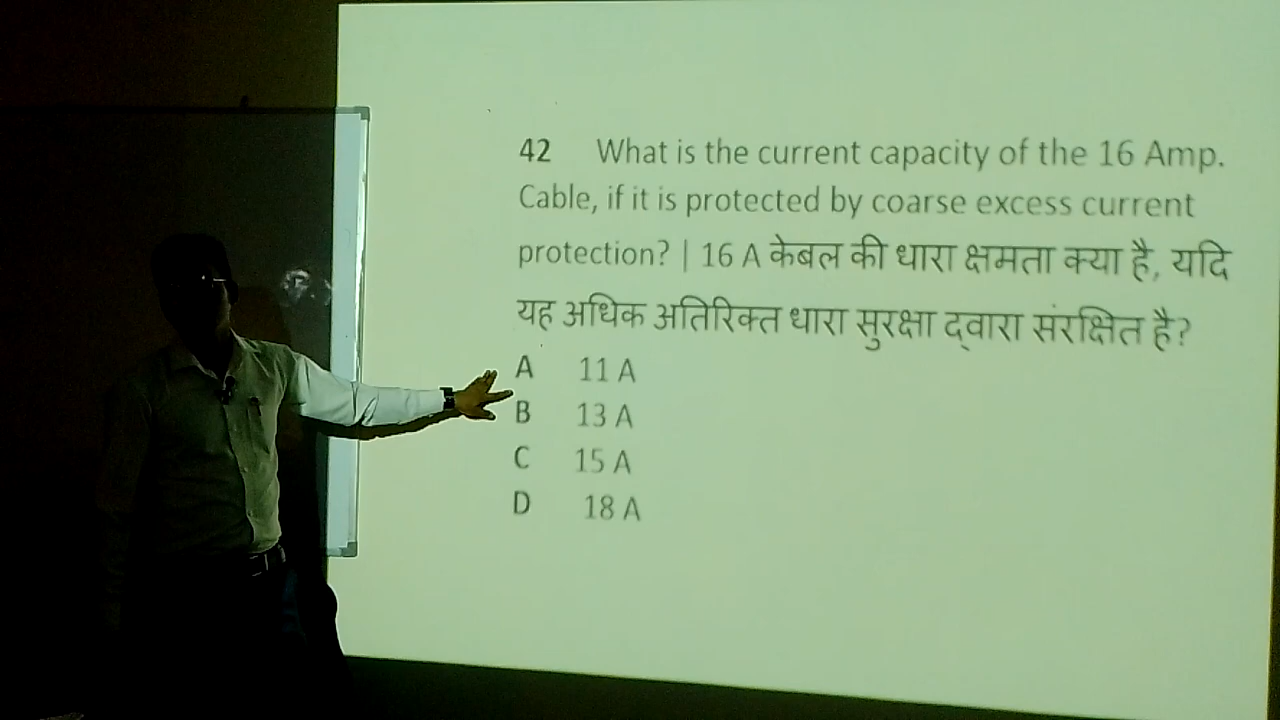 42 What is the current capacity of the 16 Amp.
Cable, if it is protected by coarse excess current
protection? | 16 A केबल की धारा क्षमता क्या है, यदि
यह अधिक अतिरिक्त धारा सुरक्षा द्वारा संरक्षित है?
A 11 A
B 13 A
C 15 A
D 18 A